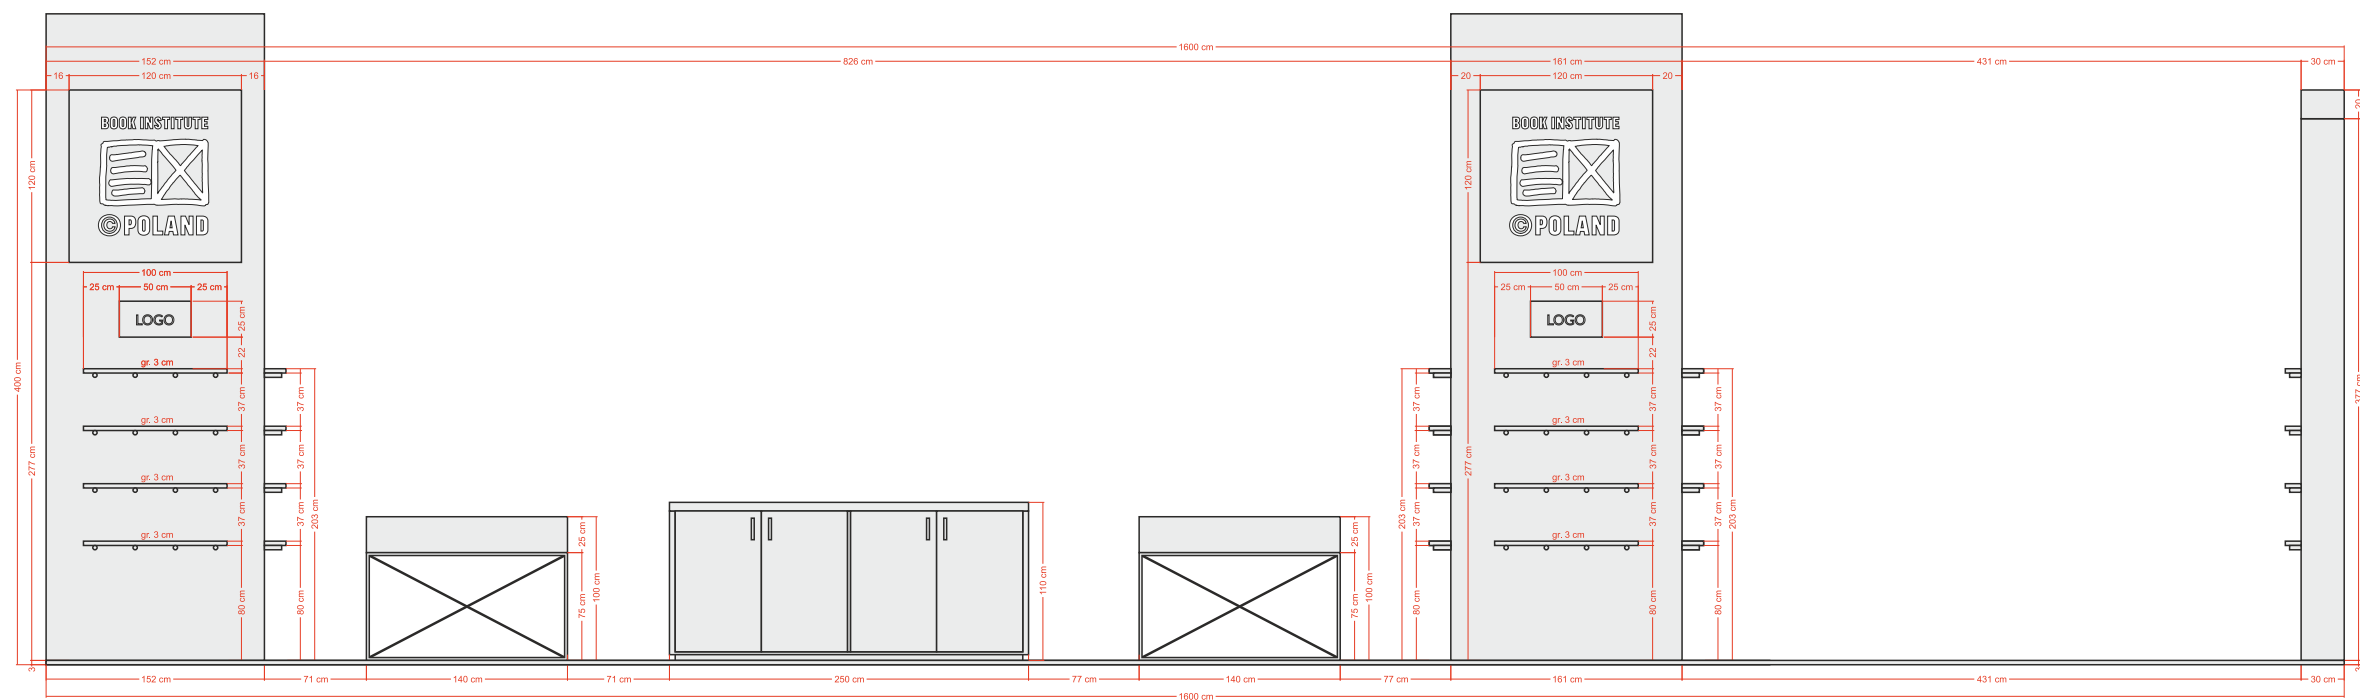 1600 cm
152 cm
826 cm
161 cm
431 cm
30 cm
16
120 cm
16
20
120 cm
20
20
BOOK INSTITUTE
©POLAND
BOOK INSTITUTE
©POLAND
120 cm
120 cm
100 cm
25 cm
50 cm
25 cm
100 cm
25 cm
50 cm
25 cm
LOGO
25 cm
LOGO
25 cm
22
22
gr. 3 cm
gr. 3 cm
400 cm
377 cm
37 cm
37 cm
37 cm
37 cm
37 cm
gr. 3 cm
gr. 3 cm
277 cm
277 cm
37 cm
37 cm
37 cm
37 cm
37 cm
gr. 3 cm
gr. 3 cm
203 cm
203 cm
203 cm
37 cm
37 cm
37 cm
37 cm
37 cm
gr. 3 cm
gr. 3 cm
25 cm
25 cm
80 cm
80 cm
75 cm
100 cm
110 cm
75 cm
100 cm
80 cm
80 cm
80 cm
3
152 cm
71 cm
140 cm
71 cm
250 cm
77 cm
140 cm
77 cm
161 cm
431 cm
30 cm
1600 cm